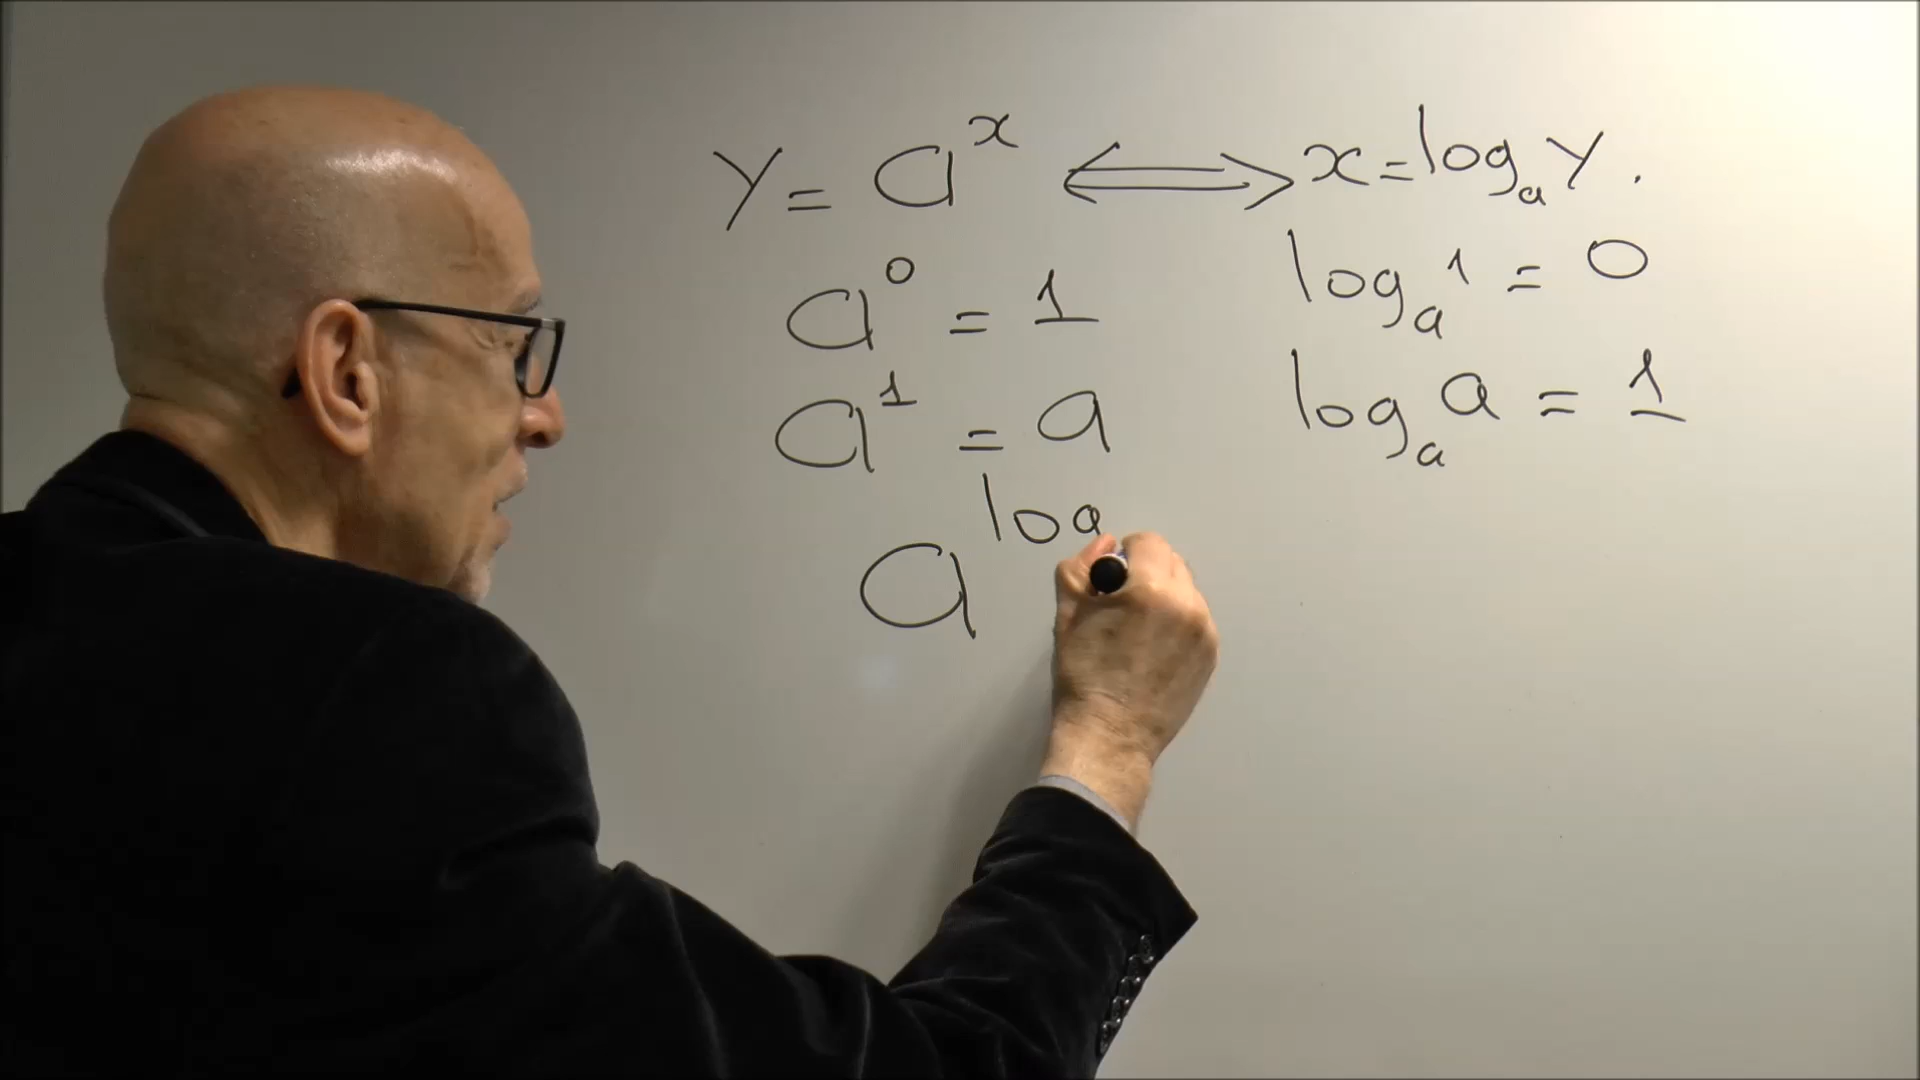 y = a^x ⟺ x = log_a y .
a^0 = 1 log_a 1 = 0
a^1 = a log_a a = 1
a^log